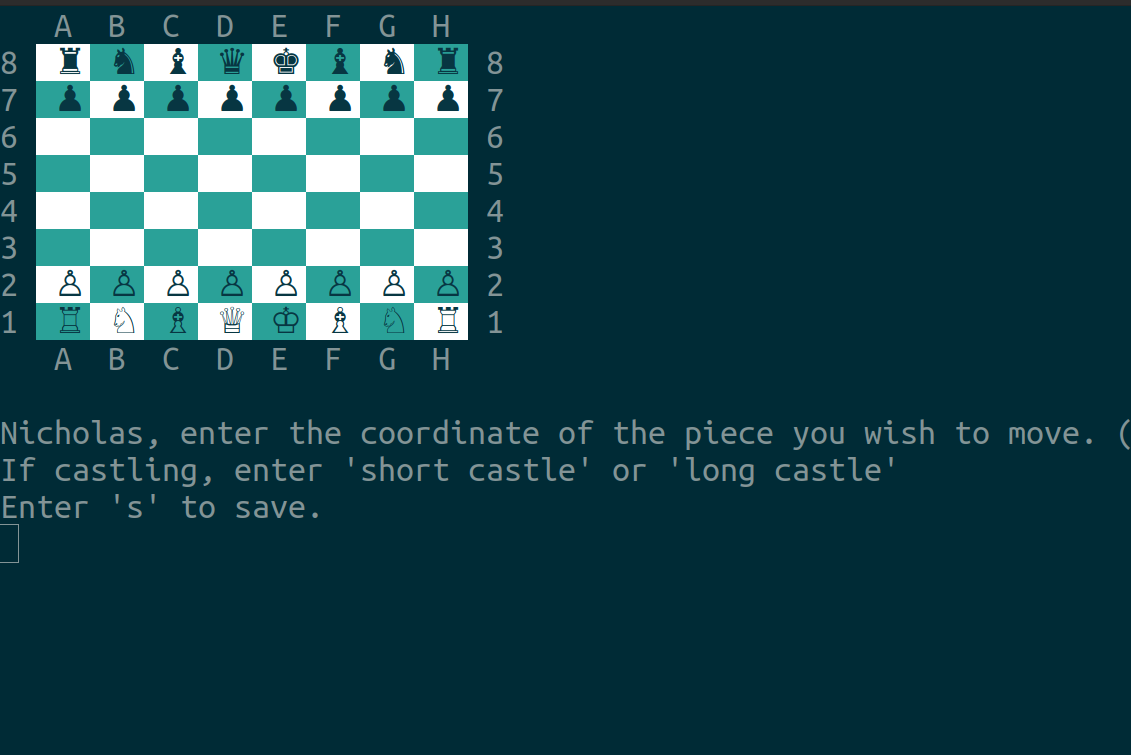 A B C D E F G H
8 ♜ ♞ ♝ ♛ ♚ ♝ ♞ ♜ 8
7 ♟ ♟ ♟ ♟ ♟ ♟ ♟ ♟ 7
6 6
5 5
4 4
3 3
2 ♙ ♙ ♙ ♙ ♙ ♙ ♙ ♙ 2
1 ♖ ♘ ♗ ♕ ♔ ♗ ♘ ♖ 1
A B C D E F G H
Nicholas, enter the coordinate of the piece you wish to move. (
If castling, enter 'short castle' or 'long castle'
Enter 's' to save.